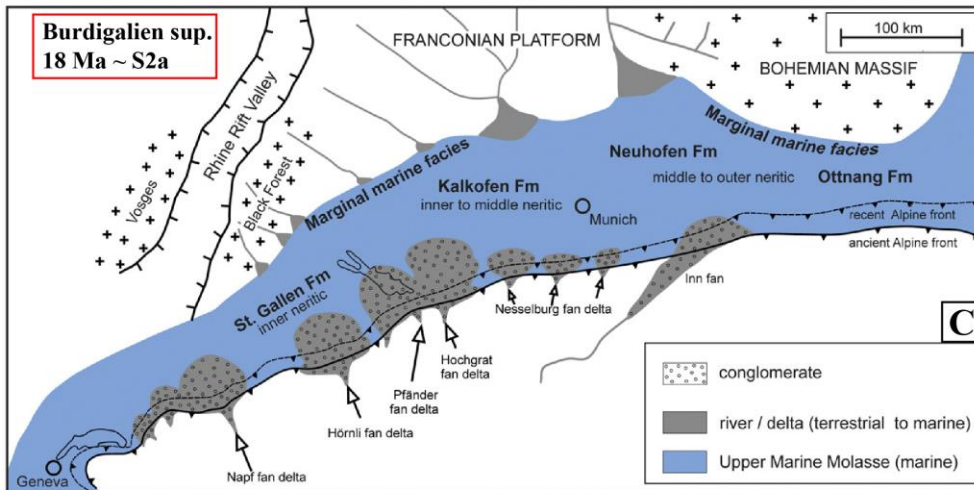 Burdigalien sup.
18 Ma ~ S2a
FRANCONIAN PLATFORM
100 km
BOHEMIAN MASSIF
Vosges
Rhine Rift Valley
Black Forest
Marginal marine facies
Marginal marine facies
Neuhofen Fm
middle to outer neritic
Ottnang Fm
Kalkofen Fm
inner to middle neritic
Munich
recent Alpine front
ancient Alpine front
St. Gallen Fm
inner neritic
Inn fan
Nesselburg fan delta
Hochgrat
fan delta
Pfänder
fan delta
Hörnli fan delta
Napf fan delta
Geneva
C
conglomerate
river / delta (terrestrial to marine)
Upper Marine Molasse (marine)